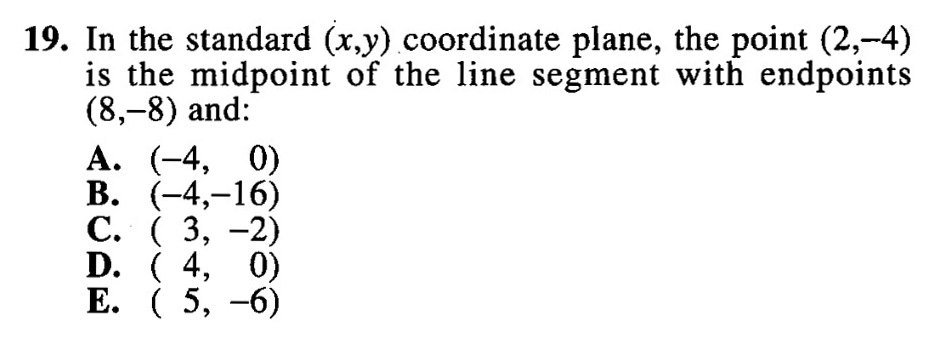 19. In the standard (x,y) coordinate plane, the point (2,–4)
is the midpoint of the line segment with endpoints
(8,–8) and:
A. (–4, 0)
B. (–4,–16)
C. ( 3, –2)
D. ( 4, 0)
E. ( 5, –6)